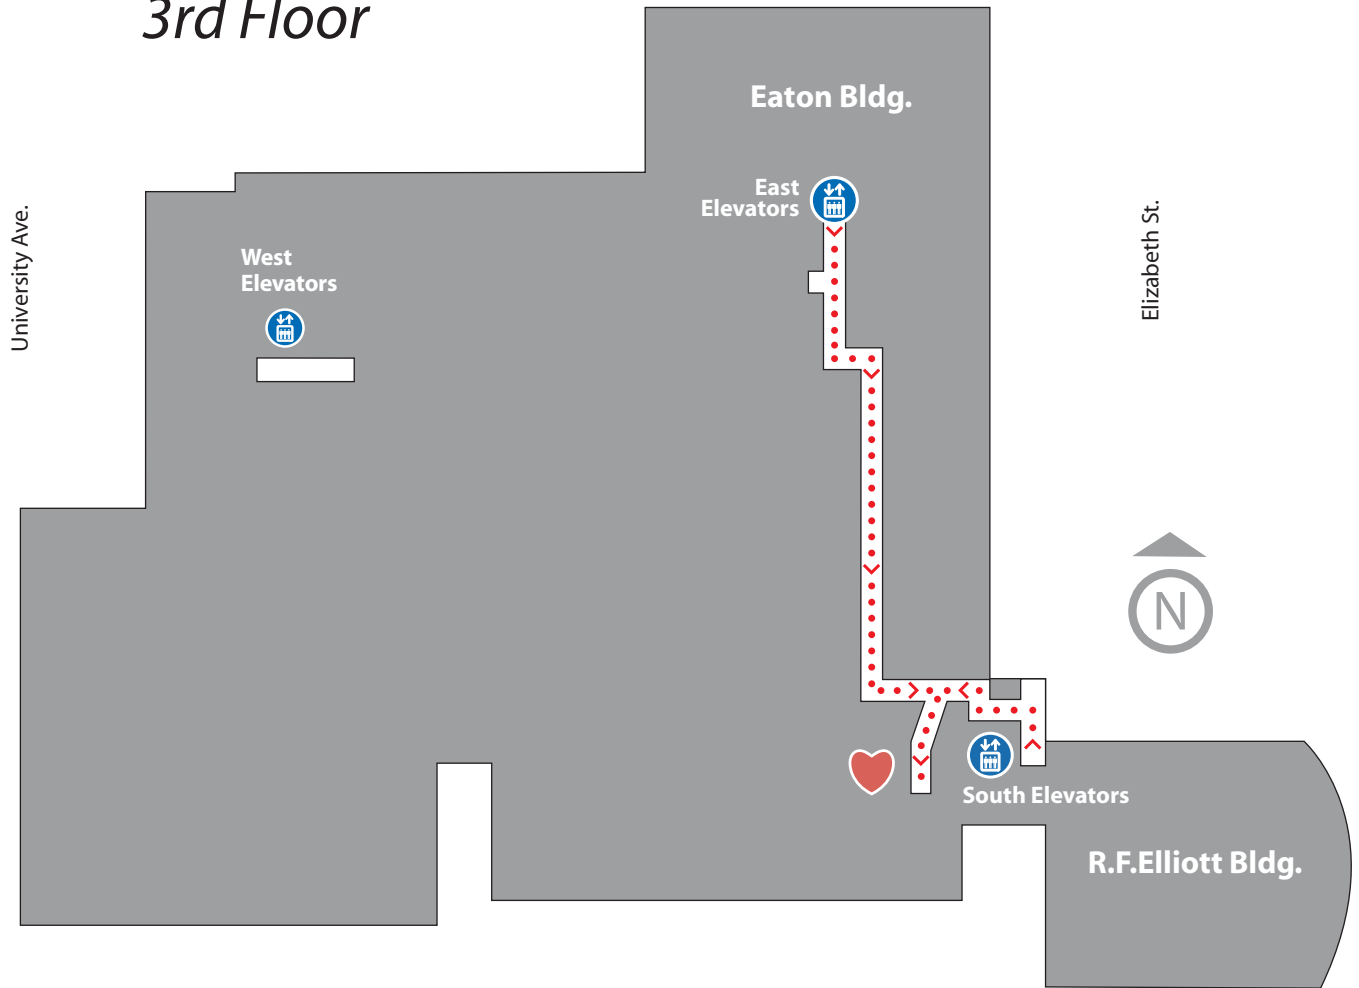 3rd Floor
Eaton Bldg.
East
Elevators
University Ave.
Elizabeth St.
West
Elevators
N
South Elevators
R.F.Elliott Bldg.